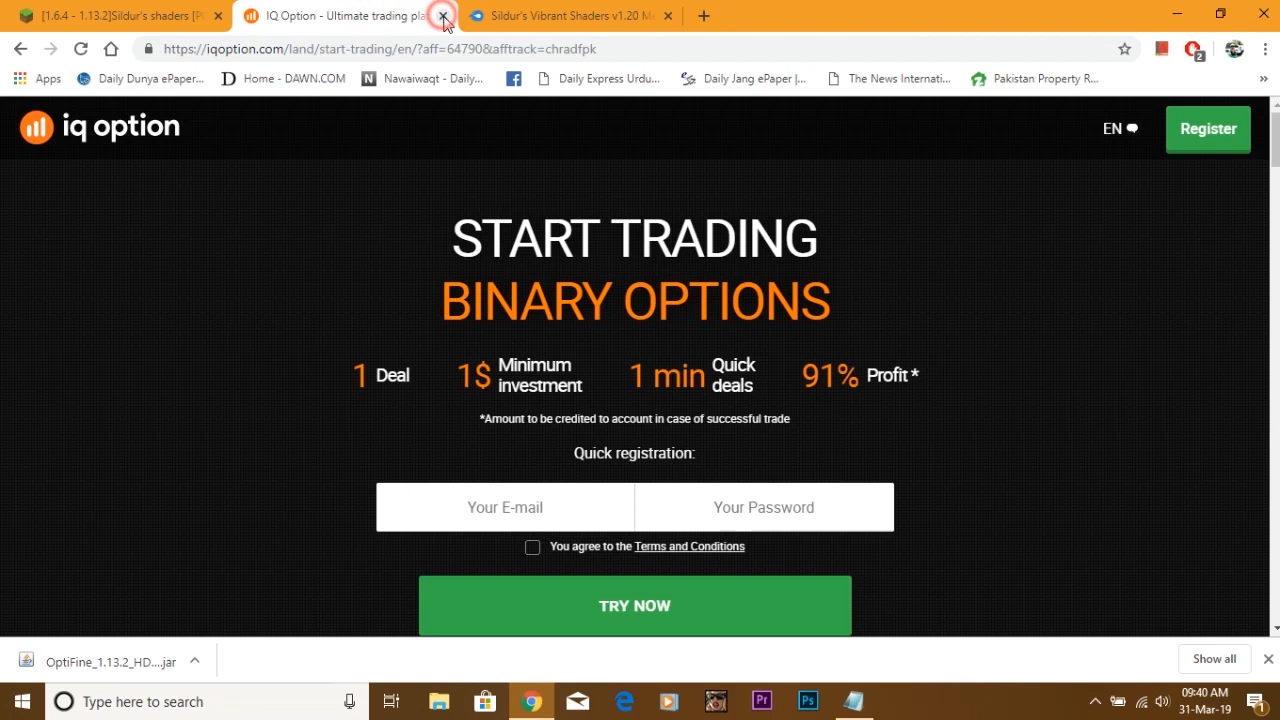 [1.6.4 - 1.13.2]Sildur's shaders [P
IQ Option - Ultimate trading pla
Sildur's Vibrant Shaders v1.20 Me
https://iqoption.com/land/start-trading/en/?aff=64790&afftrack=chradfpk
2
Apps
Daily Dunya ePaper...
Home - DAWN.COM
Nawaiwaqt - Daily...
Daily Express Urdu...
Daily Jang ePaper |...
The News Internati...
Pakistan Property R...
»
iq option
EN
Register
START TRADING
BINARY OPTIONS
1 Deal
1$ Minimum investment
1 min Quick deals
91% Profit *
*Amount to be credited to account in case of successful trade
Quick registration:
Your E-mail
Your Password
You agree to the Terms and Conditions
TRY NOW
OptiFine_1.13.2_HD....jar
Show all
Type here to search
Pr
Ps
09:40 AM
31-Mar-19
1